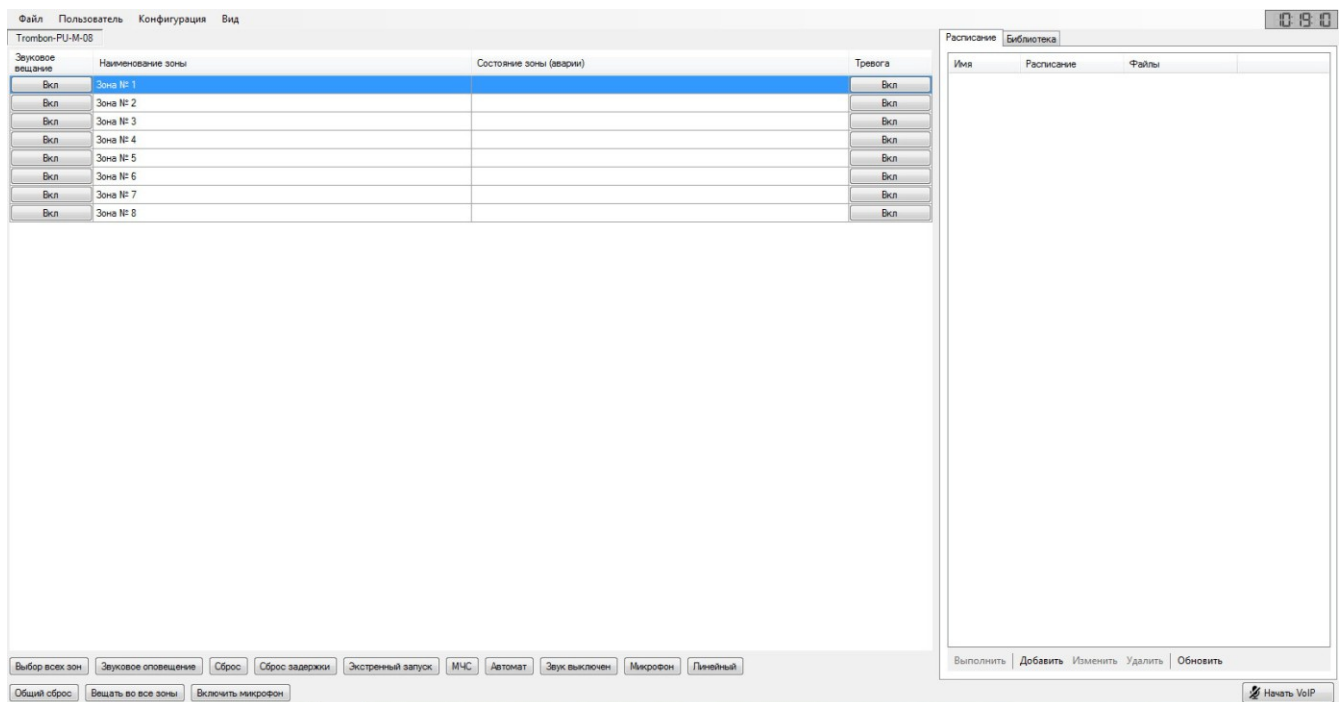 Файл Пользователь Конфигурация Вид
10:19:10
Trombon-PU-M-08
Расписание Библиотека
Звуковое вещание Наименование зоны Состояние зоны (аварии) Тревога
Имя Расписание Файлы
Вкл Зона № 1 Вкл
Вкл Зона № 2 Вкл
Вкл Зона № 3 Вкл
Вкл Зона № 4 Вкл
Вкл Зона № 5 Вкл
Вкл Зона № 6 Вкл
Вкл Зона № 7 Вкл
Вкл Зона № 8 Вкл
Выбор всех зон Звуковое оповещение Сброс Сброс задержки Экстренный запуск МЧС Автомат Звук выключен Микрофон Линейный
Выполнить Добавить Изменить Удалить Обновить
Общий сброс Вещать во все зоны Включить микрофон
Начать VoIP